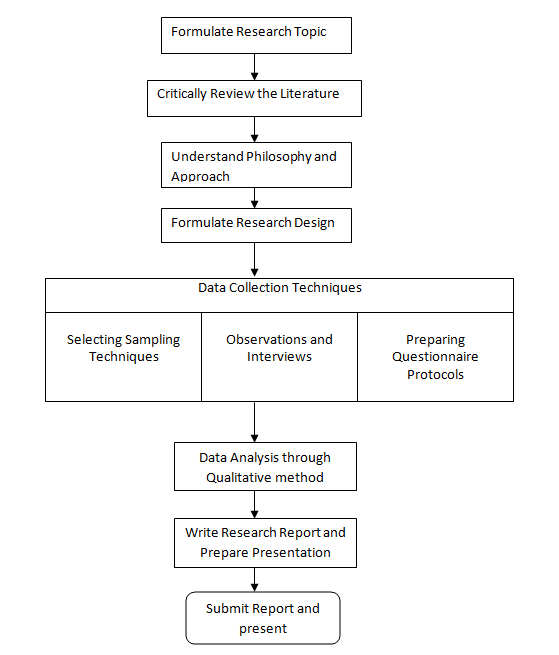 Formulate Research Topic
Critically Review the Literature
Understand Philosophy and
Approach
Formulate Research Design
Data Collection Techniques
Selecting Sampling
Techniques
Observations and
Interviews
Preparing
Questionnaire
Protocols
Data Analysis through
Qualitative method
Write Research Report and
Prepare Presentation
Submit Report and
present